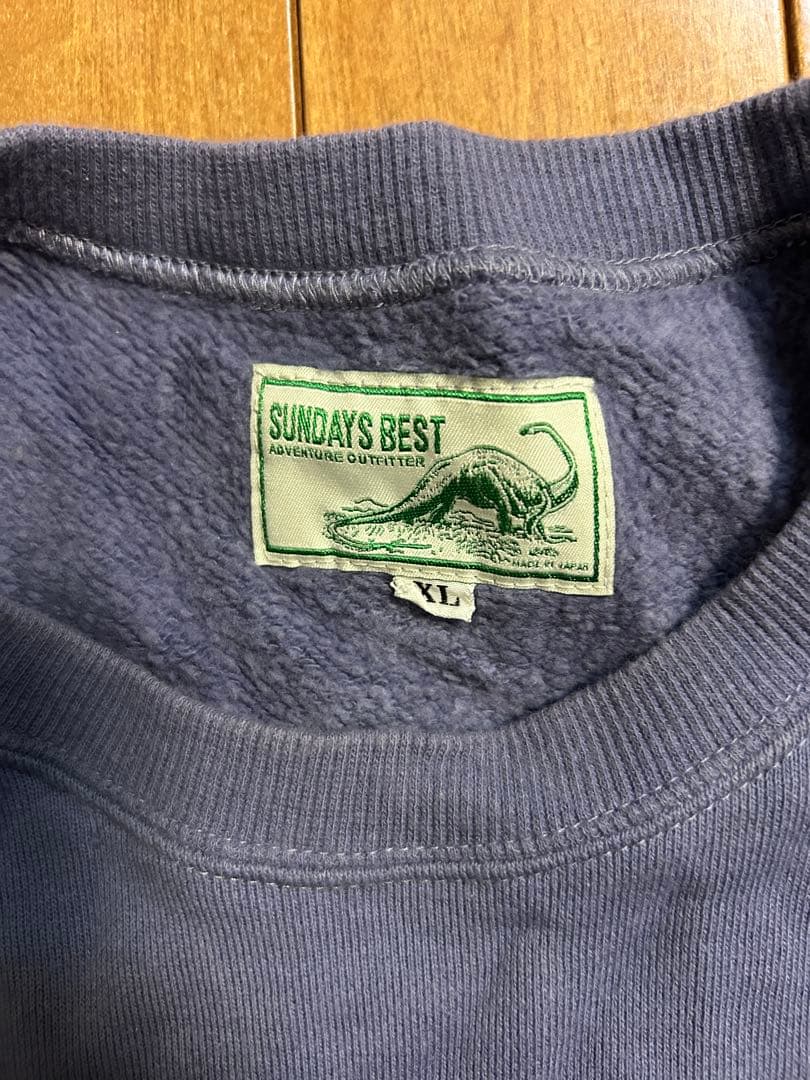 SUNDAYS BEST
ADVENTURE OUTFITTER
MADE IN JAPAN
XL